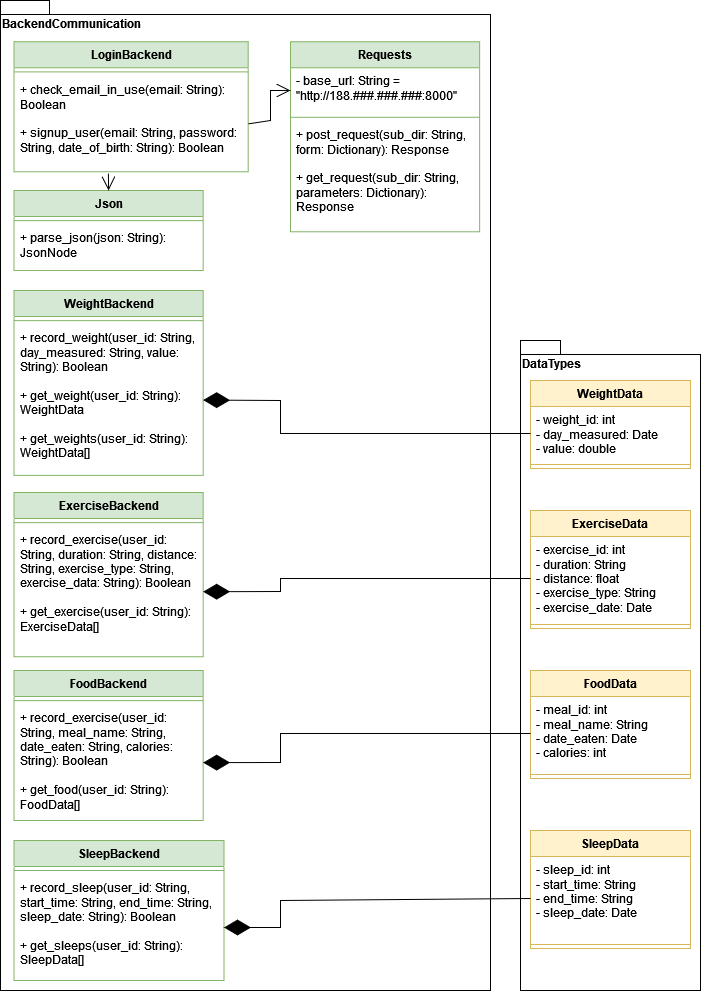 BackendCommunication
LoginBackend
+ check_email_in_use(email: String):
Boolean
+ signup_user(email: String, password:
String, date_of_birth: String): Boolean
Requests
- base_url: String =
"http://188.###.###.###:8000"
+ post_request(sub_dir: String,
form: Dictionary): Response
+ get_request(sub_dir: String,
parameters: Dictionary):
Response
Json
+ parse_json(json: String):
JsonNode
WeightBackend
+ record_weight(user_id: String,
day_measured: String, value:
String): Boolean
+ get_weight(user_id: String):
WeightData
+ get_weights(user_id: String):
WeightData[]
ExerciseBackend
+ record_exercise(user_id:
String, duration: String, distance:
String, exercise_type: String,
exercise_data: String): Boolean
+ get_exercise(user_id: String):
ExerciseData[]
FoodBackend
+ record_exercise(user_id:
String, meal_name: String,
date_eaten: String, calories:
String): Boolean
+ get_food(user_id: String):
FoodData[]
SleepBackend
+ record_sleep(user_id: String,
start_time: String, end_time: String,
sleep_date: String): Boolean
+ get_sleeps(user_id: String):
SleepData[]
DataTypes
WeightData
- weight_id: int
- day_measured: Date
- value: double
ExerciseData
- exercise_id: int
- duration: String
- distance: float
- exercise_type: String
- exercise_date: Date
FoodData
- meal_id: int
- meal_name: String
- date_eaten: Date
- calories: int
SleepData
- sleep_id: int
- start_time: String
- end_time: String
- sleep_date: Date